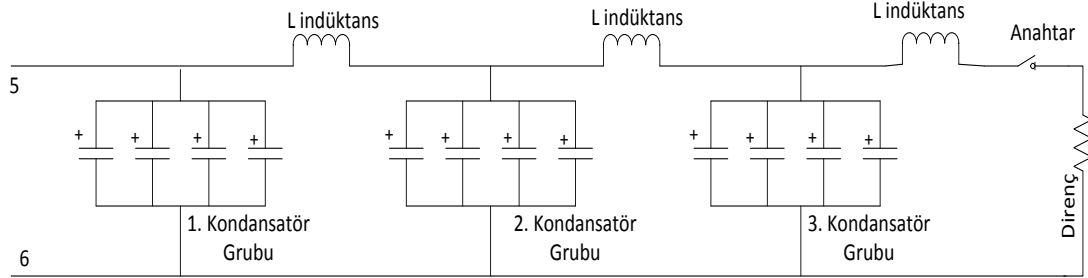 L indüktans
L indüktans
L indüktans
Anahtar
5
+ + + +
+ + + +
+ + + +
Direnç
1. Kondansatör
Grubu
2. Kondansatör
Grubu
3. Kondansatör
Grubu
6